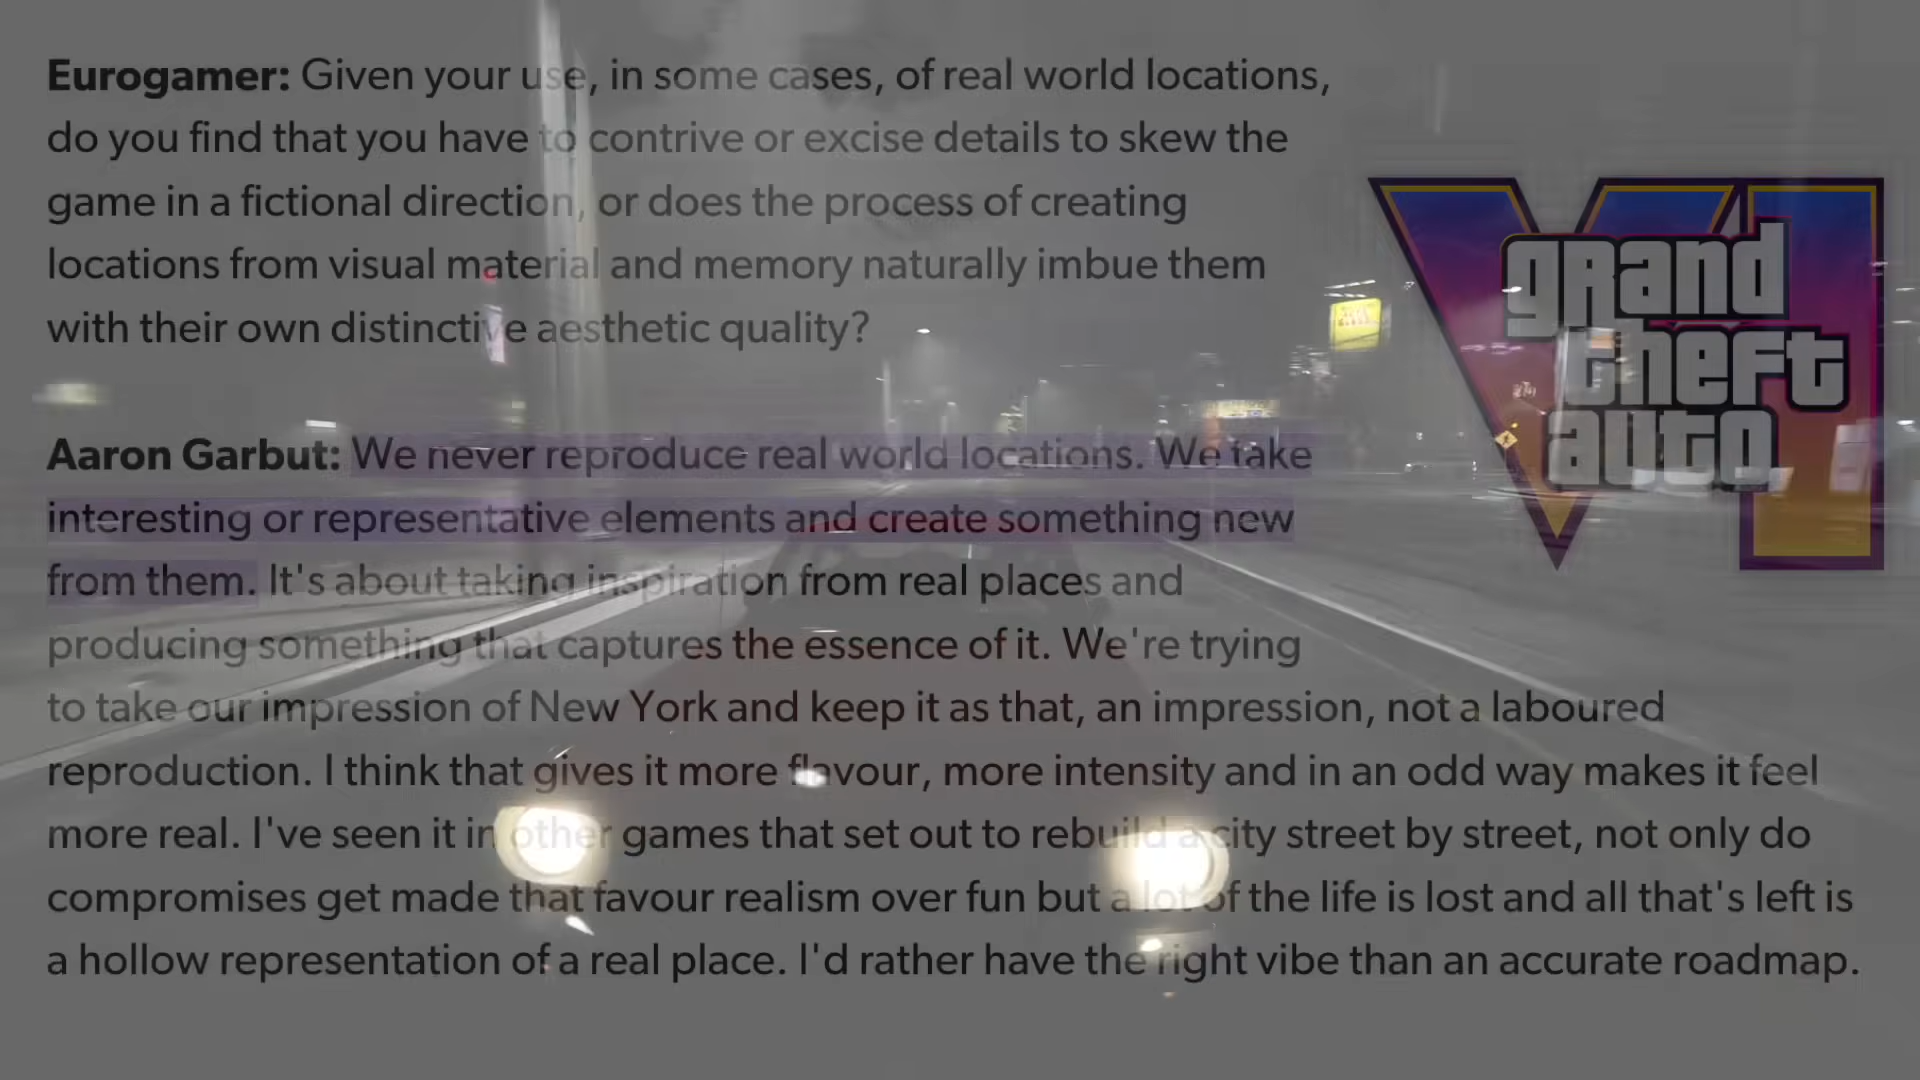 Eurogamer: Given your use, in some cases, of real world locations,
do you find that you have to contrive or excise details to skew the
game in a fictional direction, or does the process of creating
locations from visual material and memory naturally imbue them
with their own distinctive aesthetic quality?
Aaron Garbut: We never reproduce real world locations. We take
interesting or representative elements and create something new
from them. It's about taking inspiration from real places and
producing something that captures the essence of it. We're trying
to take our impression of New York and keep it as that, an impression, not a laboured
reproduction. I think that gives it more flavour, more intensity and in an odd way makes it feel
more real. I've seen it in other games that set out to rebuild a city street by street, not only do
compromises get made that favour realism over fun but a lot of the life is lost and all that's left is
a hollow representation of a real place. I'd rather have the right vibe than an accurate roadmap.
VI
grand
theft
auto